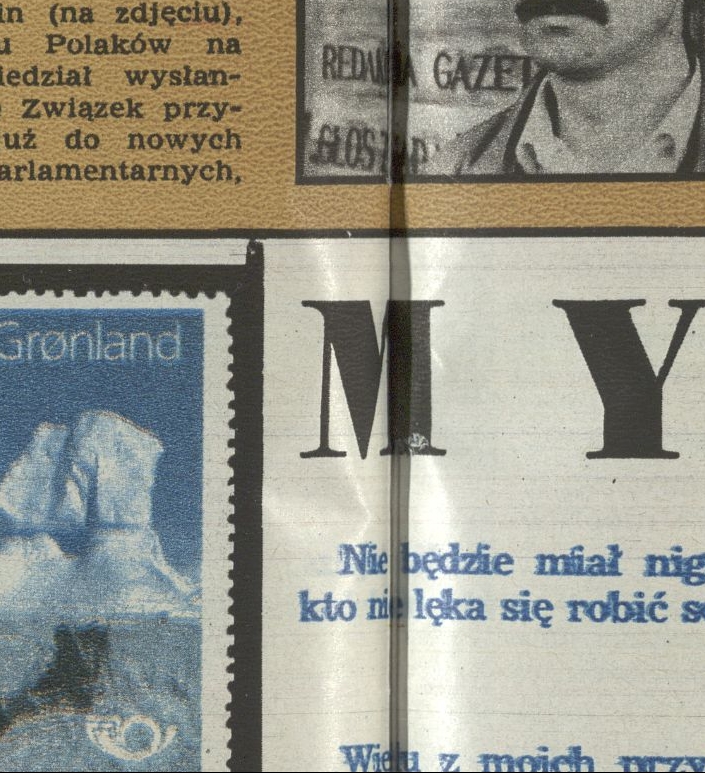 in (na zdjęciu),
u Polaków na
iedział wysłan-
Związek przy-
uż do nowych
arlamentarnych,
REDAKCJA GAZET
GŁOS
Grønland
M Y
Nie będzie miał nig
kto nie lęka się robić s
Wielu z moich przy